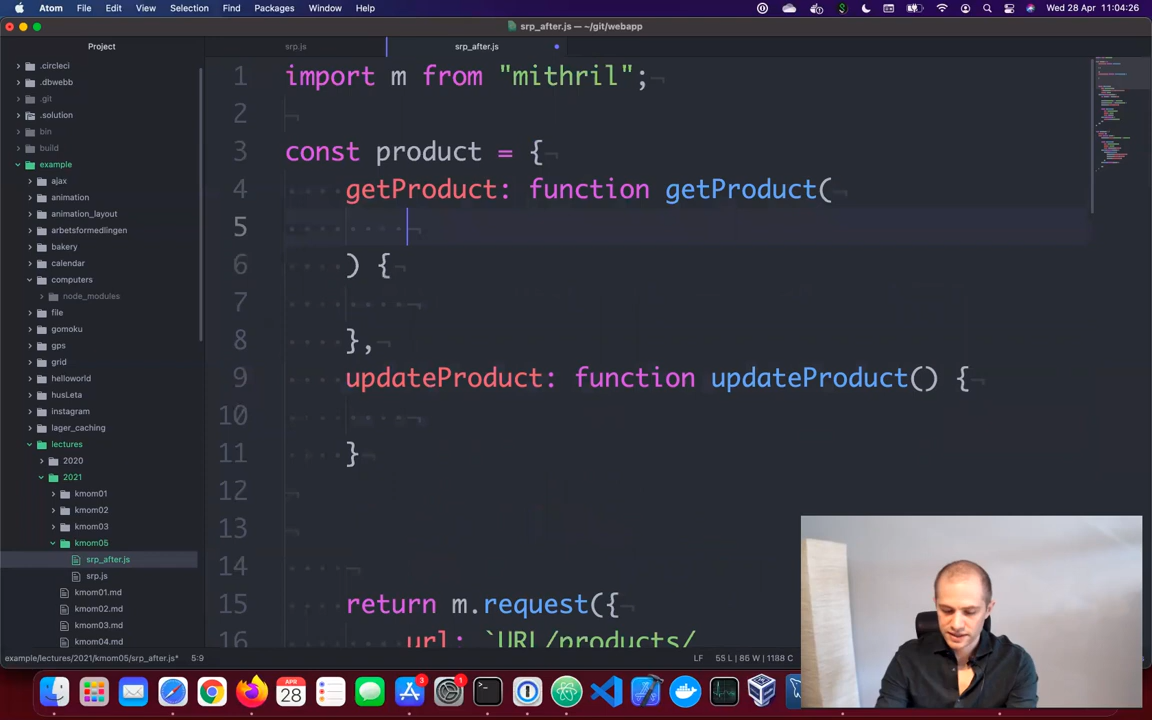 Atom File Edit View Selection Find Packages Window Help Wed 28 Apr 11:04:26
srp_after.js — ~/git/webapp
Project srp.js srp_after.js
.circleci
.dbwebb
.git
.solution
bin
build
example
ajax
animation
animation_layout
arbetsformedlingen
bakery
calendar
computers
node_modules
file
gomoku
gps
grid
helloworld
husLeta
instagram
lager_caching
lectures
2020
2021
kmom01
kmom02
kmom03
kmom05
srp_after.js
srp.js
kmom01.md
kmom02.md
kmom03.md
kmom04.md
1 import m from "mithril";
2
3 const product = {
4 getProduct: function getProduct(
5
6 ) {
7
8 },
9 updateProduct: function updateProduct() {
10
11 }
12
13
14
15 return m.request({
16 url: `URL/products/
example/lectures/2021/kmom05/srp_after.js* 5:9 LF 55 L | 86 W | 1188 C
28
3
1